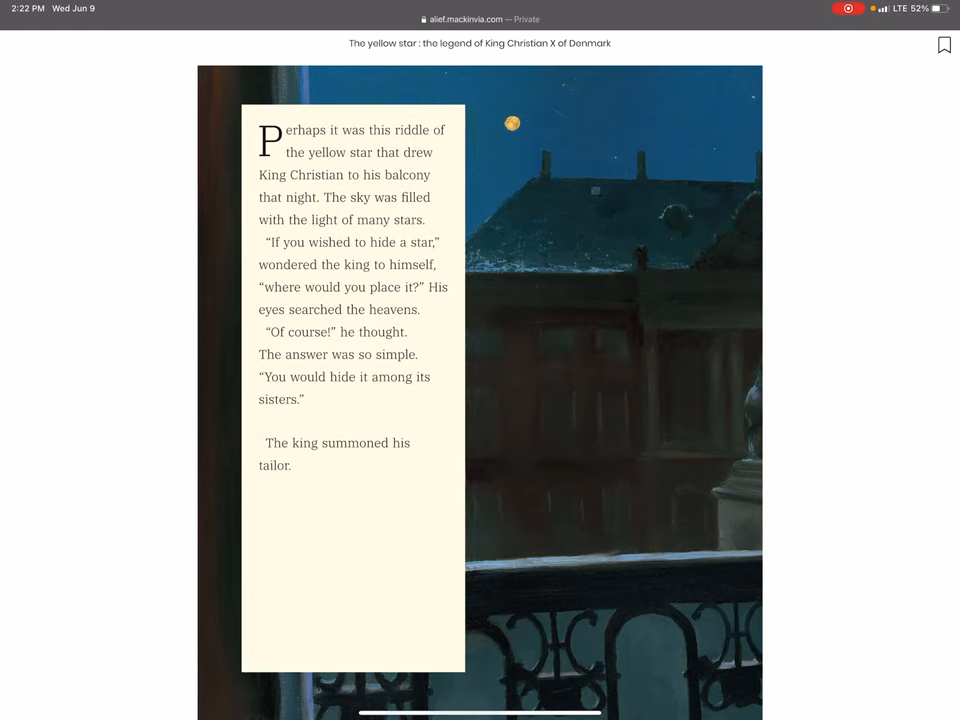 2:22 PM Wed Jun 9
LTE 52%
alief.mackinvia.com — Private
The yellow star : the legend of King Christian X of Denmark
Perhaps it was this riddle of
the yellow star that drew
King Christian to his balcony
that night. The sky was filled
with the light of many stars.
“If you wished to hide a star,”
wondered the king to himself,
“where would you place it?” His
eyes searched the heavens.
“Of course!” he thought.
The answer was so simple.
“You would hide it among its
sisters.”
The king summoned his
tailor.